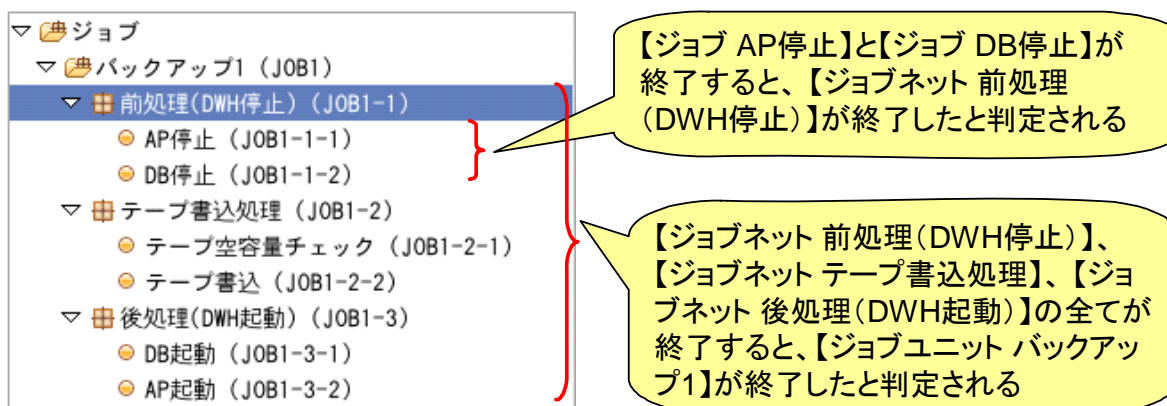 ジョブ
バックアップ1 (JOB1)
前処理(DWH停止) (JOB1-1)
AP停止 (JOB1-1-1)
DB停止 (JOB1-1-2)
テープ書込処理 (JOB1-2)
テープ空容量チェック (JOB1-2-1)
テープ書込 (JOB1-2-2)
後処理(DWH起動) (JOB1-3)
DB起動 (JOB1-3-1)
AP起動 (JOB1-3-2)
【ジョブ AP停止】と【ジョブ DB停止】が
終了すると、【ジョブネット 前処理
（DWH停止）】が終了したと判定される
【ジョブネット 前処理（DWH停止）】、
【ジョブネット テープ書込処理】、【ジョ
ブネット 後処理（DWH起動）】の全てが
終了すると、【ジョブユニット バックアッ
プ1】が終了したと判定される